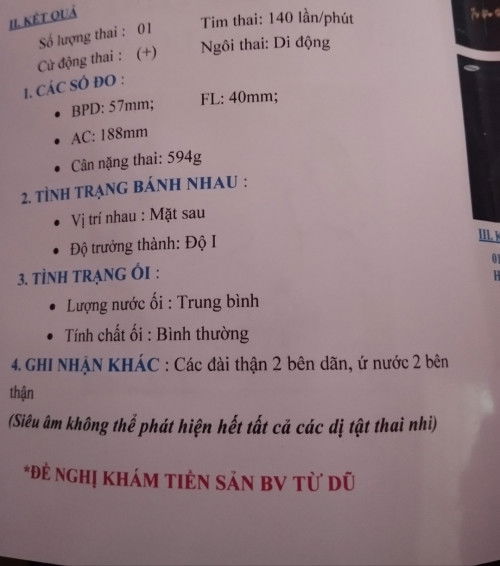 II. KẾT QUẢ
Số lượng thai : 01 Tim thai: 140 lần/phút
Cử động thai : (+) Ngôi thai: Di động
1. CÁC SỐ ĐO :
• BPD: 57mm; FL: 40mm;
• AC: 188mm
• Cân nặng thai: 594g
2. TÌNH TRẠNG BÁNH NHAU :
• Vị trí nhau : Mặt sau
• Độ trưởng thành: Độ I
3. TÌNH TRẠNG ỐI :
• Lượng nước ối : Trung bình
• Tính chất ối : Bình thường
4. GHI NHẬN KHÁC : Các đài thận 2 bên dãn, ứ nước 2 bên
thận
(Siêu âm không thể phát hiện hết tất cả các dị tật thai nhi)
*ĐỀ NGHỊ KHÁM TIỀN SẢN BV TỪ DŨ
III.